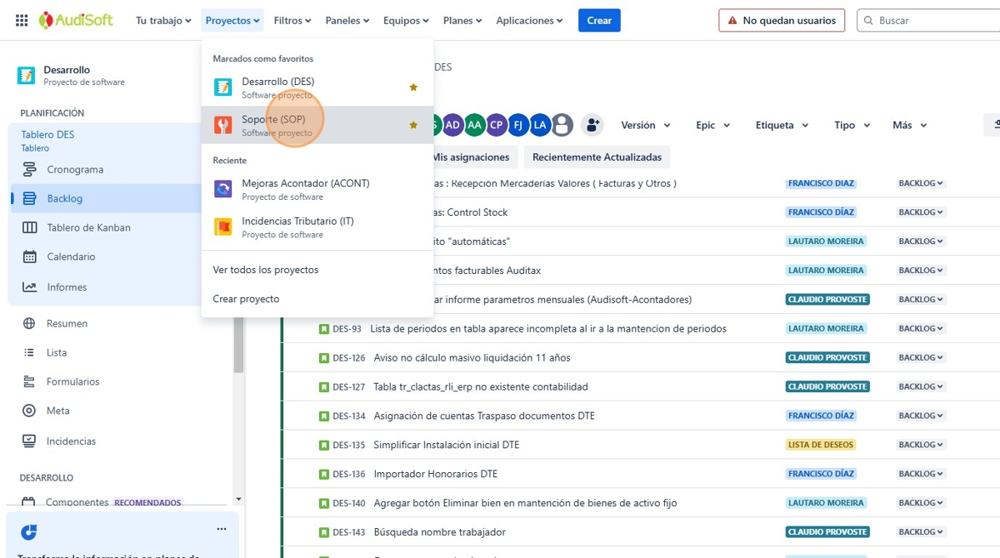 AudiSoft
Tu trabajo
Proyectos
Filtros
Paneles
Equipos
Planes
Aplicaciones
Crear
No quedan usuarios
Buscar
Desarrollo
Proyecto de software
PLANIFICACIÓN
Tablero DES
Tablero
Cronograma
Backlog
Tablero de Kanban
Calendario
Informes
Resumen
Lista
Formularios
Meta
Incidencias
DESARROLLO
Componentes RECOMENDADOS
Marcados como favoritos
Desarrollo (DES)
Software proyecto
Soporte (SOP)
Software proyecto
Reciente
Mejoras Acontador (ACONT)
Proyecto de software
Incidencias Tributario (IT)
Proyecto de software
Ver todos los proyectos
Crear proyecto
DES
S AD AA CP FJ LA
Versión
Epic
Etiqueta
Tipo
Más
Mis asignaciones
Recientemente Actualizadas
as : Recepción Mercaderías Valores ( Facturas y Otros ) FRANCISCO DÍAZ BACKLOG
as: Control Stock FRANCISCO DÍAZ BACKLOG
ito "automáticas" LAUTARO MOREIRA BACKLOG
ntos facturables Auditax LAUTARO MOREIRA BACKLOG
ar informe parametros mensuales (Audisoft-Acontadores) CLAUDIO PROVOSTE BACKLOG
DES-93 Lista de periodos en tabla aparece incompleta al ir a la mantencion de periodos LAUTARO MOREIRA BACKLOG
DES-126 Aviso no cálculo masivo liquidación 11 años CLAUDIO PROVOSTE BACKLOG
DES-127 Tabla tr_clactas_rli_erp no existente contabilidad CLAUDIO PROVOSTE BACKLOG
DES-134 Asignación de cuentas Traspaso documentos DTE FRANCISCO DÍAZ BACKLOG
DES-135 Simplificar Instalación inicial DTE LISTA DE DESEOS BACKLOG
DES-136 Importador Honorarios DTE FRANCISCO DÍAZ BACKLOG
DES-140 Agregar botón Eliminar bien en mantención de bienes de activo fijo LAUTARO MOREIRA BACKLOG
DES-143 Búsqueda nombre trabajador CLAUDIO PROVOSTE BACKLOG
Transforma la información en planes de